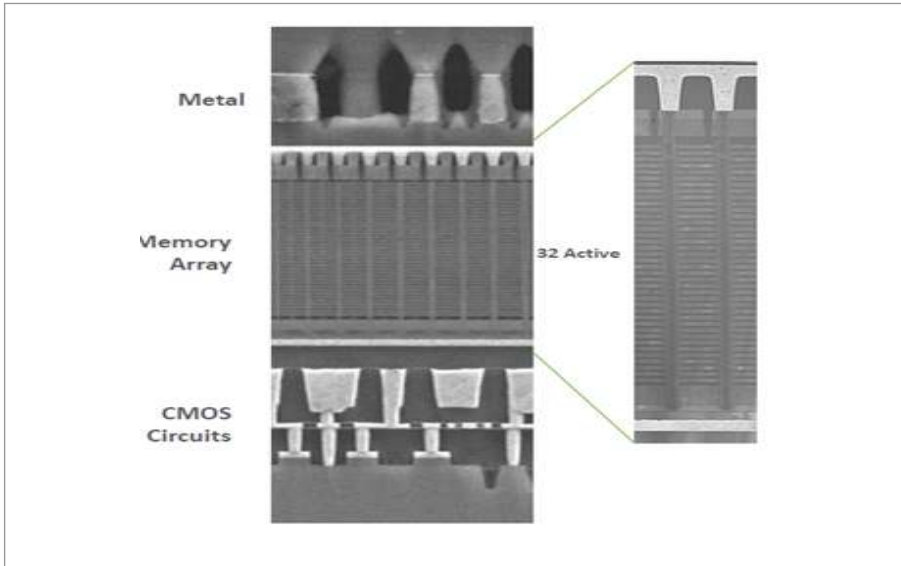 Metal
Memory
Array
32 Active
CMOS
Circuits